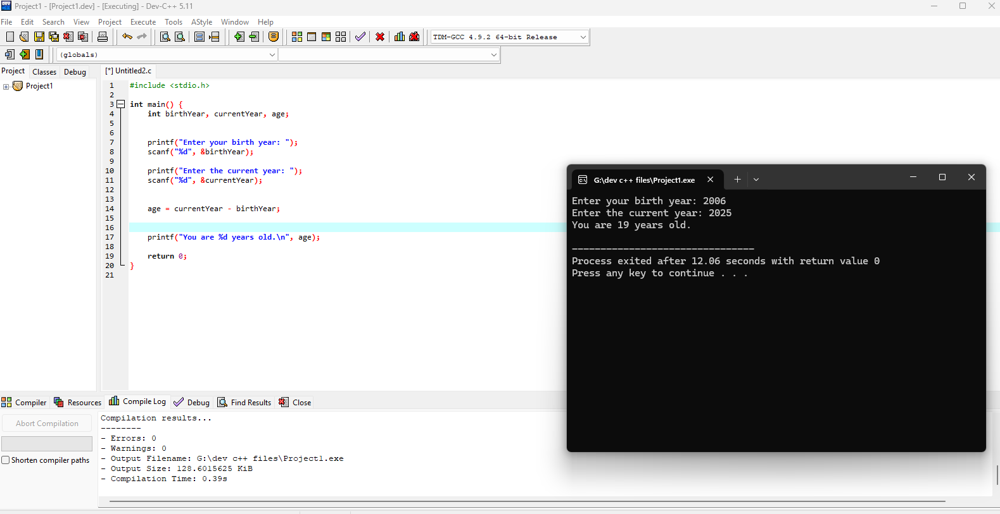 Project1 - [Project1.dev] - [Executing] - Dev-C++ 5.11
File Edit Search View Project Execute Tools AStyle Window Help
TDM-GCC 4.9.2 64-bit Release
(globals)
Project Classes Debug
Project1
[*] Untitled2.c
1 #include <stdio.h>
2
3 int main() {
4 int birthYear, currentYear, age;
5
6
7 printf("Enter your birth year: ");
8 scanf("%d", &birthYear);
9
10 printf("Enter the current year: ");
11 scanf("%d", &currentYear);
12
13
14 age = currentYear - birthYear;
15
16
17 printf("You are %d years old.\n", age);
18
19 return 0;
20 }
21
G:\dev c++ files\Project1.exe
Enter your birth year: 2006
Enter the current year: 2025
You are 19 years old.
--------------------------------
Process exited after 12.06 seconds with return value 0
Press any key to continue . . .
Compiler Resources Compile Log Debug Find Results Close
Abort Compilation
Shorten compiler paths
Compilation results...
--------
- Errors: 0
- Warnings: 0
- Output Filename: G:\dev c++ files\Project1.exe
- Output Size: 128.6015625 KiB
- Compilation Time: 0.39s